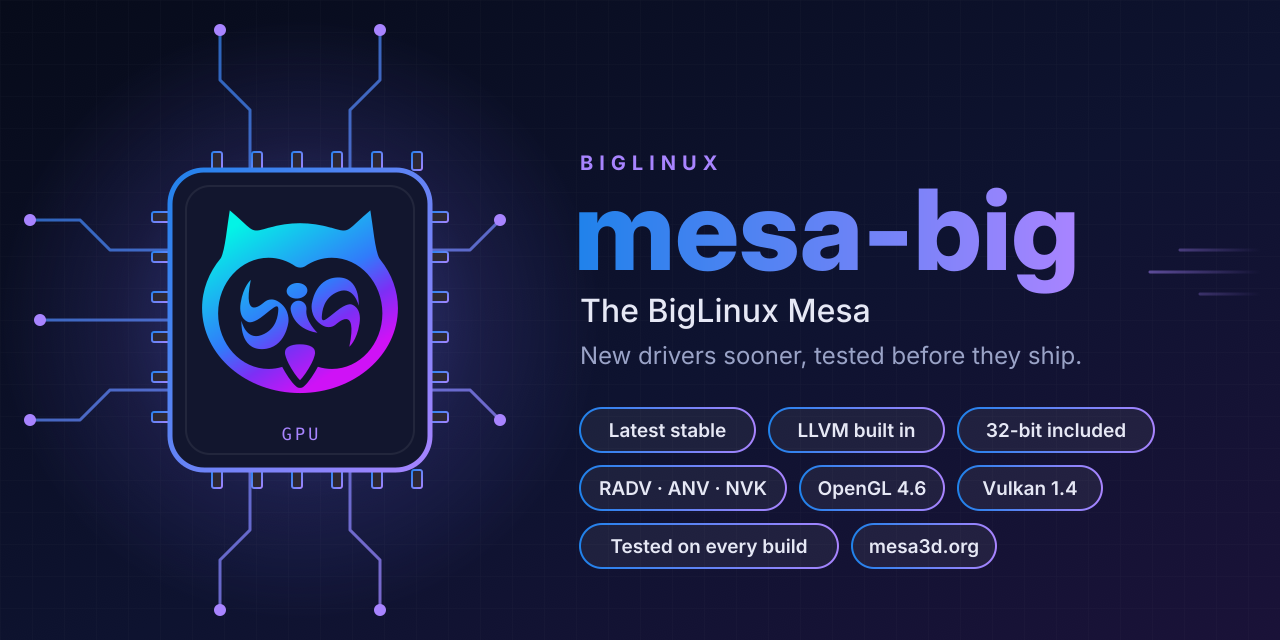 BIGLINUX
mesa-big
The BigLinux Mesa
New drivers sooner, tested before they ship.
Latest stable
LLVM built in
32-bit included
RADV · ANV · NVK
OpenGL 4.6
Vulkan 1.4
Tested on every build
mesa3d.org
big
GPU